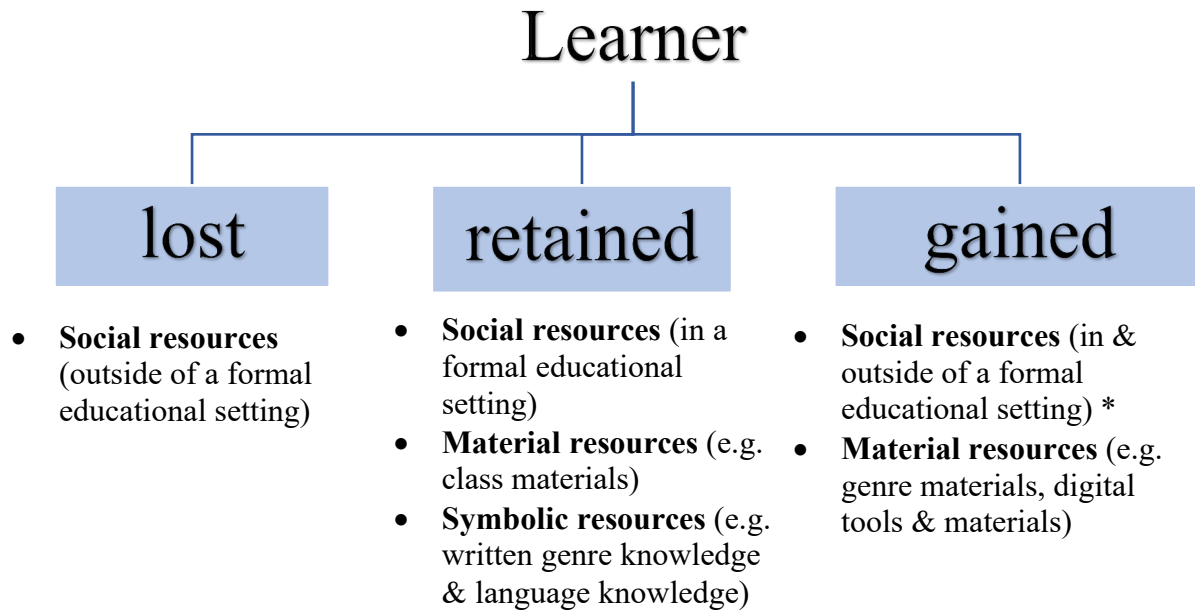 Learner
lost
retained
gained
• Social resources
(outside of a formal
educational setting)
• Social resources (in a
formal educational
setting)
• Material resources (e.g.
class materials)
• Symbolic resources (e.g.
written genre knowledge
& language knowledge)
• Social resources (in &
outside of a formal
educational setting) *
• Material resources (e.g.
genre materials, digital
tools & materials)